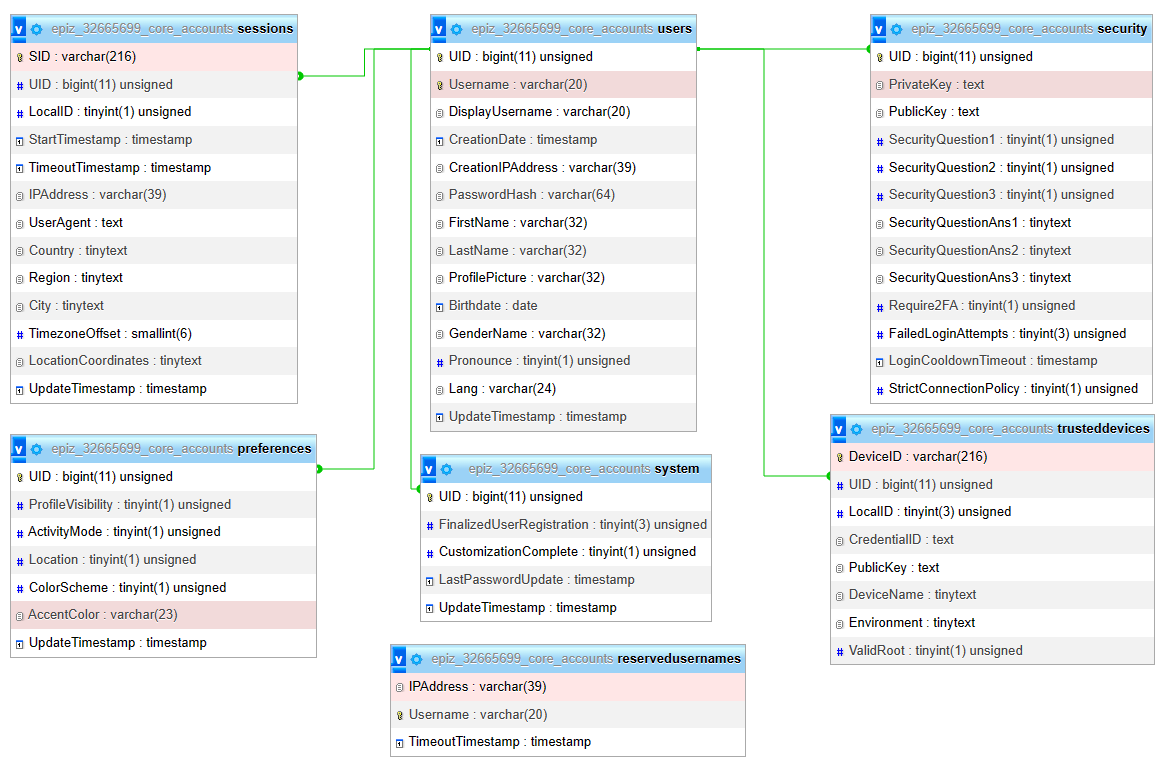 v epiz_32665699_core_accounts sessions
SID : varchar(216)
# UID : bigint(11) unsigned
# LocalID : tinyint(1) unsigned
StartTimestamp : timestamp
TimeoutTimestamp : timestamp
IPAddress : varchar(39)
UserAgent : text
Country : tinytext
Region : tinytext
City : tinytext
# TimezoneOffset : smallint(6)
LocationCoordinates : tinytext
UpdateTimestamp : timestamp
v epiz_32665699_core_accounts users
UID : bigint(11) unsigned
Username : varchar(20)
DisplayUsername : varchar(20)
CreationDate : timestamp
CreationIPAddress : varchar(39)
PasswordHash : varchar(64)
FirstName : varchar(32)
LastName : varchar(32)
ProfilePicture : varchar(32)
Birthdate : date
GenderName : varchar(32)
# Pronounce : tinyint(1) unsigned
Lang : varchar(24)
UpdateTimestamp : timestamp
v epiz_32665699_core_accounts security
UID : bigint(11) unsigned
PrivateKey : text
PublicKey : text
# SecurityQuestion1 : tinyint(1) unsigned
# SecurityQuestion2 : tinyint(1) unsigned
# SecurityQuestion3 : tinyint(1) unsigned
SecurityQuestionAns1 : tinytext
SecurityQuestionAns2 : tinytext
SecurityQuestionAns3 : tinytext
# Require2FA : tinyint(1) unsigned
# FailedLoginAttempts : tinyint(3) unsigned
LoginCooldownTimeout : timestamp
# StrictConnectionPolicy : tinyint(1) unsigned
v epiz_32665699_core_accounts preferences
UID : bigint(11) unsigned
# ProfileVisibility : tinyint(1) unsigned
# ActivityMode : tinyint(1) unsigned
# Location : tinyint(1) unsigned
# ColorScheme : tinyint(1) unsigned
AccentColor : varchar(23)
UpdateTimestamp : timestamp
v epiz_32665699_core_accounts system
UID : bigint(11) unsigned
# FinalizedUserRegistration : tinyint(3) unsigned
# CustomizationComplete : tinyint(1) unsigned
LastPasswordUpdate : timestamp
UpdateTimestamp : timestamp
v epiz_32665699_core_accounts trusteddevices
DeviceID : varchar(216)
# UID : bigint(11) unsigned
# LocalID : tinyint(3) unsigned
CredentialID : text
PublicKey : text
DeviceName : tinytext
Environment : tinytext
# ValidRoot : tinyint(1) unsigned
v epiz_32665699_core_accounts reservedusernames
IPAddress : varchar(39)
Username : varchar(20)
TimeoutTimestamp : timestamp